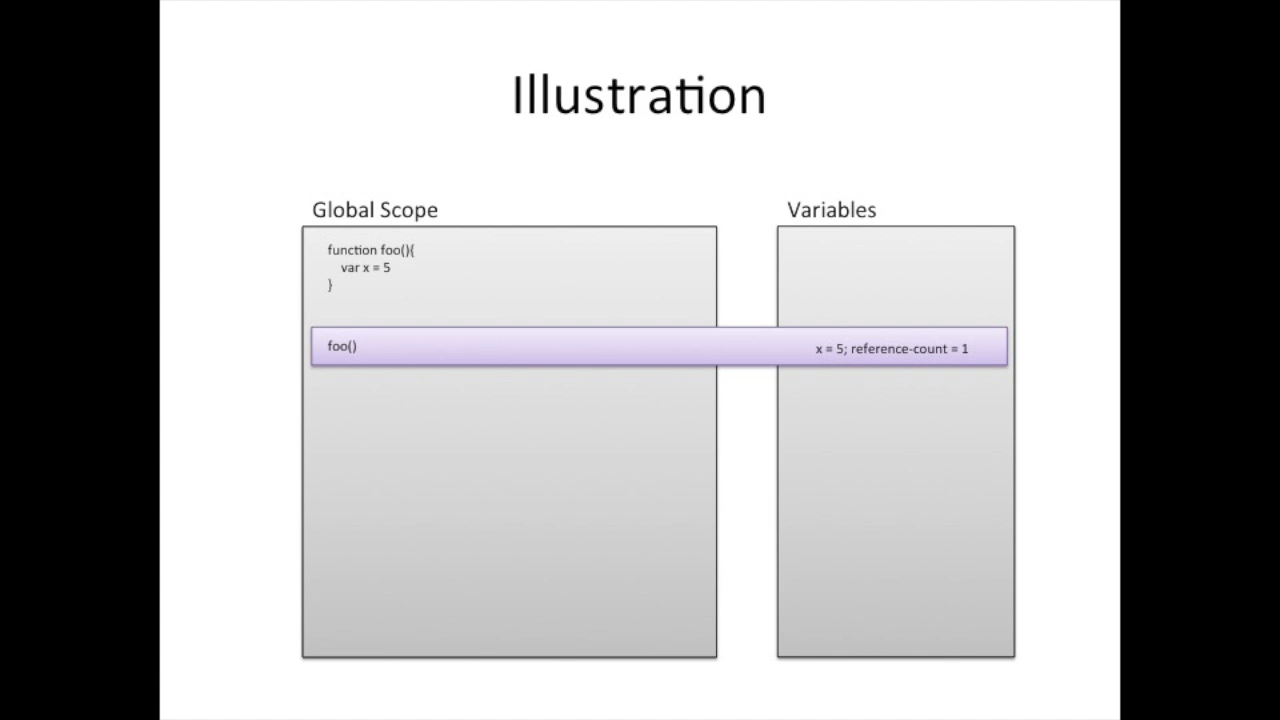 Illustration
Global Scope
Variables
function foo(){
var x = 5
}
foo()
x = 5; reference-count = 1